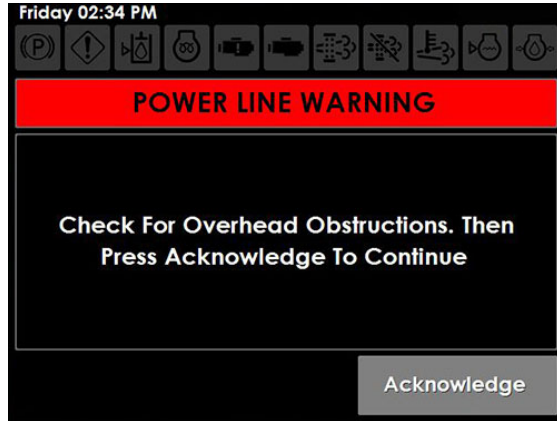 Friday 02:34 PM
POWER LINE WARNING
Check For Overhead Obstructions. Then
Press Acknowledge To Continue
Acknowledge